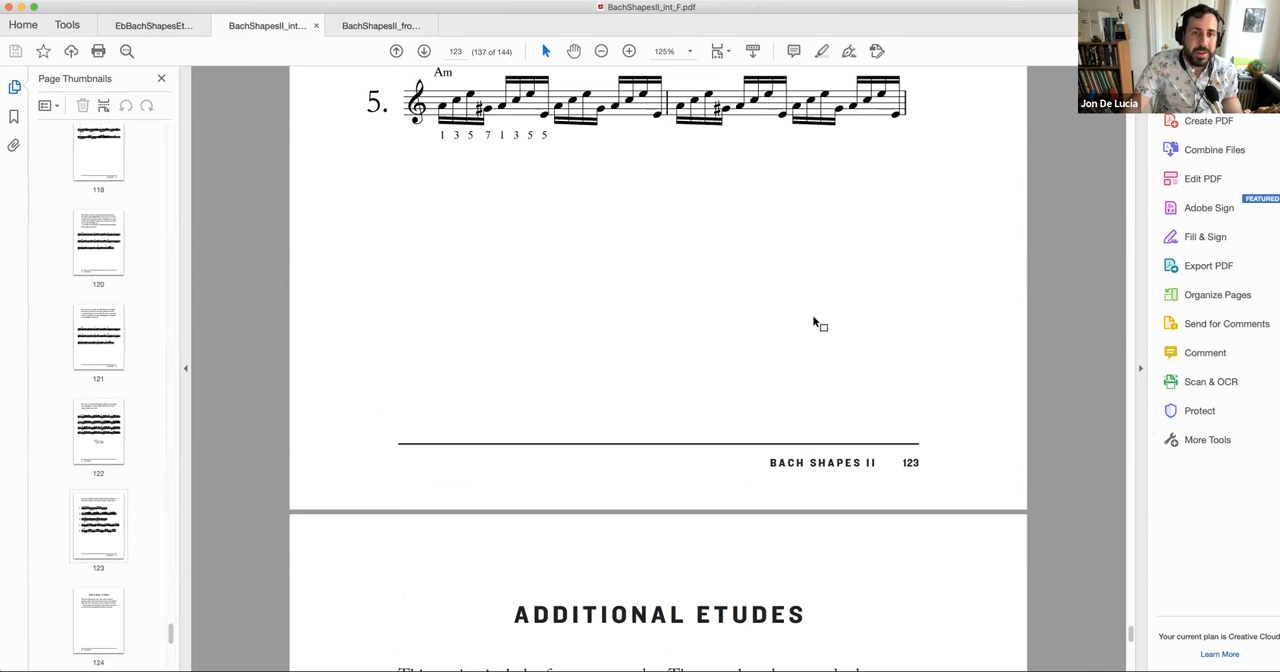 BachShapesII_int_F.pdf
Home
Tools
EbBachShapesEt...
BachShapesII_int...
BachShapesII_fro...
123
(137 of 144)
125%
Page Thumbnails
119
120
121
122
123
124
Am
5.
1 3 5 7 1 3 5 5
BACH SHAPES II 123
ADDITIONAL ETUDES
Jon De Lucia
Create PDF
Combine Files
Edit PDF
FEATURED
Adobe Sign
Fill & Sign
Export PDF
Organize Pages
Send for Comments
Comment
Scan & OCR
Protect
More Tools
Your current plan is Creative Cloud
Learn More